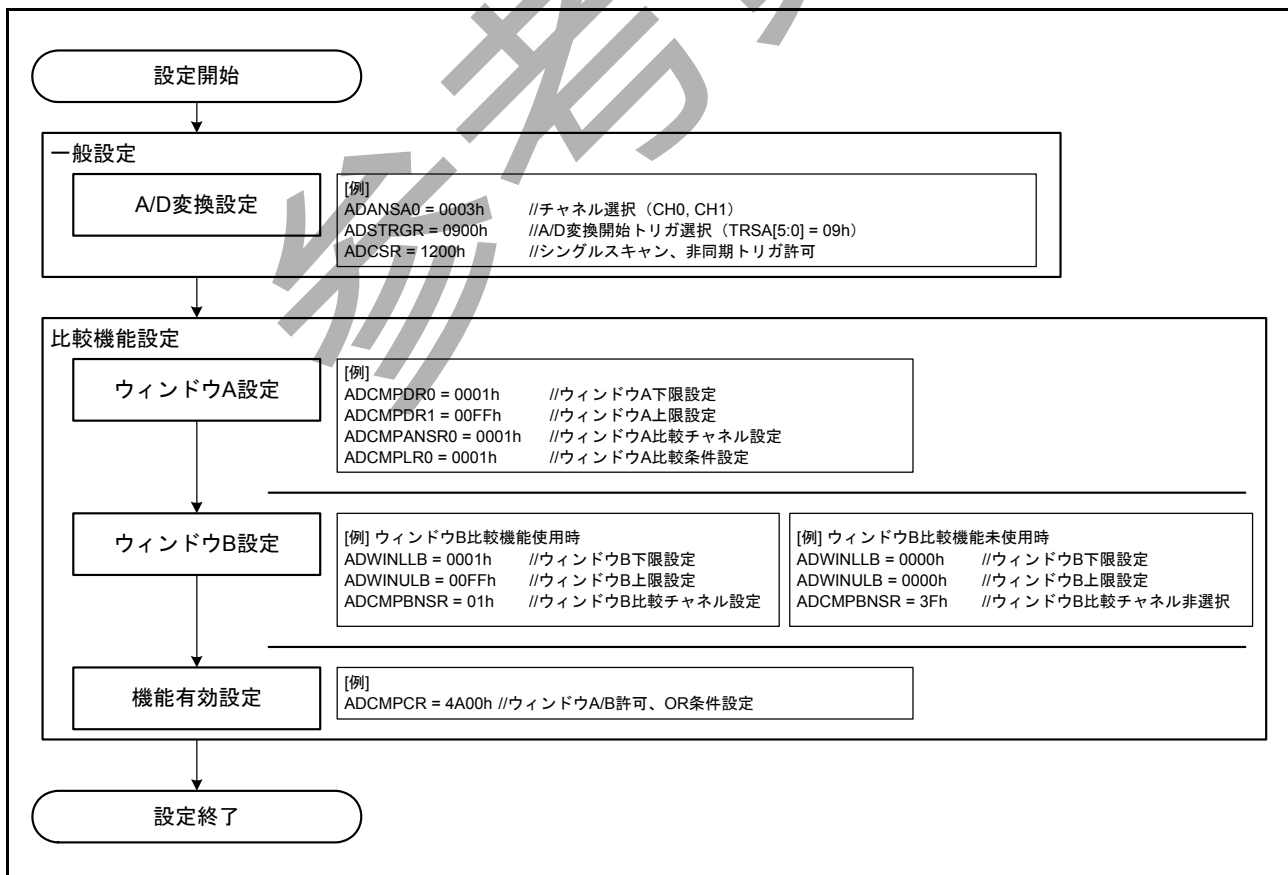 設定開始
一般設定
A/D変換設定
[例]
ADANSA0 = 0003h //チャネル選択（CH0, CH1）
ADSTRGR = 0900h //A/D変換開始トリガ選択（TRSA[5:0] = 09h）
ADCSR = 1200h //シングルスキャン、非同期トリガ許可
比較機能設定
ウィンドウA設定
[例]
ADCMPDR0 = 0001h //ウィンドウA下限設定
ADCMPDR1 = 00FFh //ウィンドウA上限設定
ADCMPANSR0 = 0001h //ウィンドウA比較チャネル設定
ADCMPLR0 = 0001h //ウィンドウA比較条件設定
ウィンドウB設定
[例] ウィンドウB比較機能使用時
ADWINLLB = 0001h //ウィンドウB下限設定
ADWINULB = 00FFh //ウィンドウB上限設定
ADCMPBNSR = 01h //ウィンドウB比較チャネル設定
[例] ウィンドウB比較機能未使用時
ADWINLLB = 0000h //ウィンドウB下限設定
ADWINULB = 0000h //ウィンドウB上限設定
ADCMPBNSR = 3Fh //ウィンドウB比較チャネル非選択
機能有効設定
[例]
ADCMPCR = 4A00h //ウィンドウA/B許可、OR条件設定
設定終了
参考